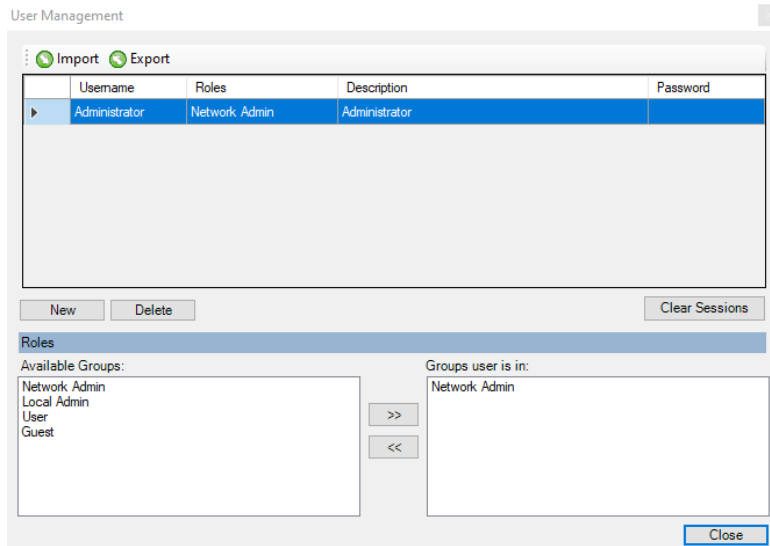 User Management
Import Export
Username Roles Description Password
Administrator Network Admin Administrator
New Delete Clear Sessions
Roles
Available Groups: Groups user is in:
Network Admin Network Admin
Local Admin
User
Guest
>>
<<
Close